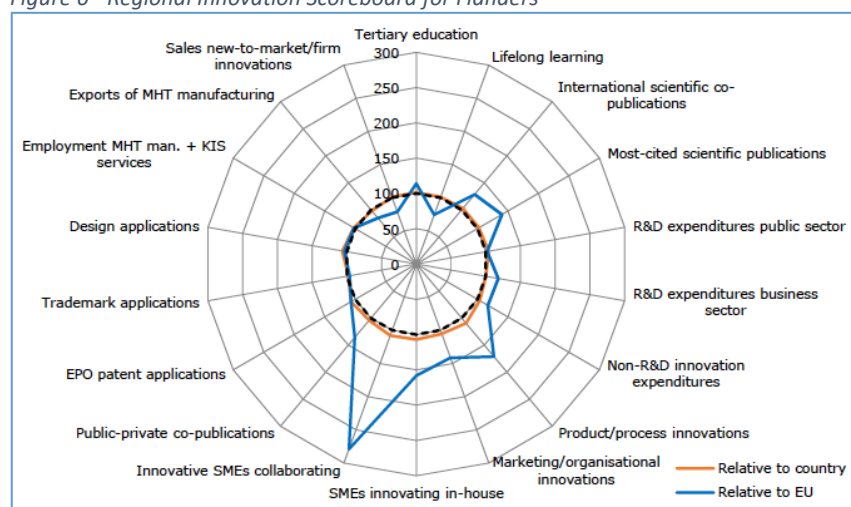 Figure 6 - Regional Innovation Scoreboard for Flanders
Tertiary education
Sales new-to-market/firm
innovations
Lifelong learning
Exports of MHT manufacturing
International scientific co-
publications
Employment MHT man. + KIS
services
Most-cited scientific publications
Design applications
R&D expenditures public sector
Trademark applications
R&D expenditures business
sector
EPO patent applications
Non-R&D innovation
expenditures
Public-private co-publications
Product/process innovations
Innovative SMEs collaborating
Marketing/organisational
innovations
SMEs innovating in-house
300
250
200
150
100
50
0
Relative to country
Relative to EU